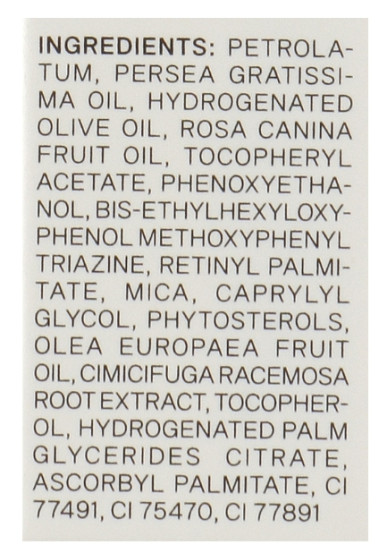 INGREDIENTS: PETROLA-
TUM, PERSEA GRATISSI-
MA OIL, HYDROGENATED
OLIVE OIL, ROSA CANINA
FRUIT OIL, TOCOPHERYL
ACETATE, PHENOXYETHA-
NOL, BIS-ETHYLHEXYLOXY-
PHENOL METHOXYPHENYL
TRIAZINE, RETINYL PALMI-
TATE, MICA, CAPRYLYL
GLYCOL, PHYTOSTEROLS,
OLEA EUROPAEA FRUIT
OIL, CIMICIFUGA RACEMOSA
ROOT EXTRACT, TOCOPHER-
OL, HYDROGENATED PALM
GLYCERIDES CITRATE,
ASCORBYL PALMITATE, CI
77491, CI 75470, CI 77891